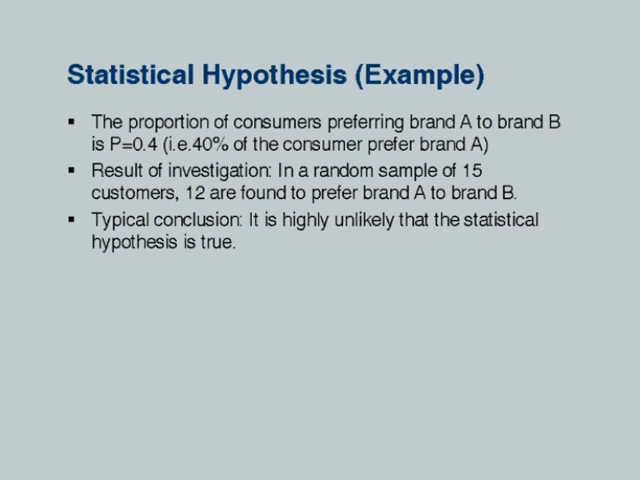 Statistical Hypothesis (Example)
▪ The proportion of consumers preferring brand A to brand B
is P=0.4 (i.e.40% of the consumer prefer brand A)
▪ Result of investigation: In a random sample of 15
customers, 12 are found to prefer brand A to brand B.
▪ Typical conclusion: It is highly unlikely that the statistical
hypothesis is true.